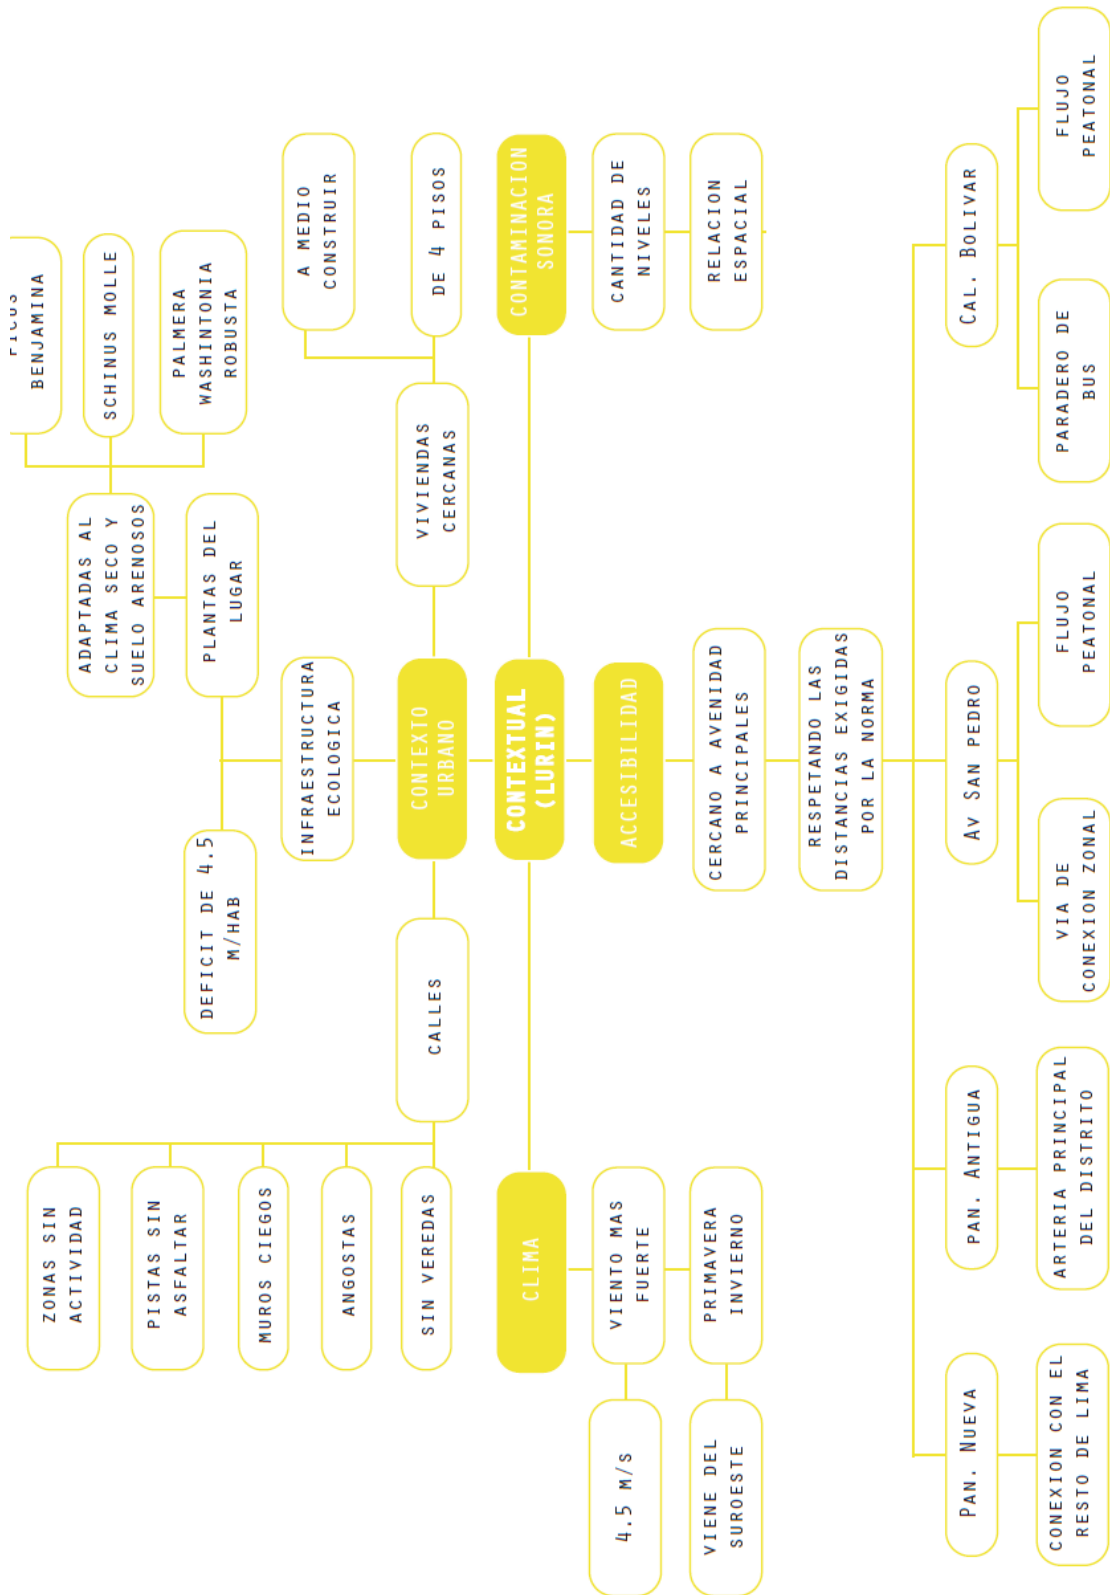 FICUS
BENJAMINA
SCHINUS MOLLE
PALMERA
WASHINTONIA
ROBUSTA
ADAPTADAS AL
CLIMA SECO Y
SUELO ARENOSOS
PLANTAS DEL
LUGAR
DEFICIT DE 4.5
M/HAB
INFRAESTRUCTURA
ECOLOGICA
ZONAS SIN
ACTIVIDAD
PISTAS SIN
ASFALTAR
MUROS CIEGOS
ANGOSTAS
SIN VEREDAS
CALLES
CONTEXTO
URBANO
VIVIENDAS
CERCANAS
A MEDIO
CONSTRUIR
DE 4 PISOS
CLIMA
CONTEXTUAL
(LURIN)
CONTAMINACION
SONORA
4.5 M/S
VIENTO MAS
FUERTE
VIENE DEL
SUROESTE
PRIMAVERA
INVIERNO
ACCESIBILIDAD
CERCANO A AVENIDAD
PRINCIPALES
RESPETANDO LAS
DISTANCIAS EXIGIDAS
POR LA NORMA
CANTIDAD DE
NIVELES
RELACION
ESPACIAL
PAN. NUEVA
PAN. ANTIGUA
AV SAN PEDRO
CAL. BOLIVAR
CONEXION CON EL
RESTO DE LIMA
ARTERIA PRINCIPAL
DEL DISTRITO
VIA DE
CONEXION ZONAL
FLUJO
PEATONAL
PARADERO DE
BUS
FLUJO
PEATONAL